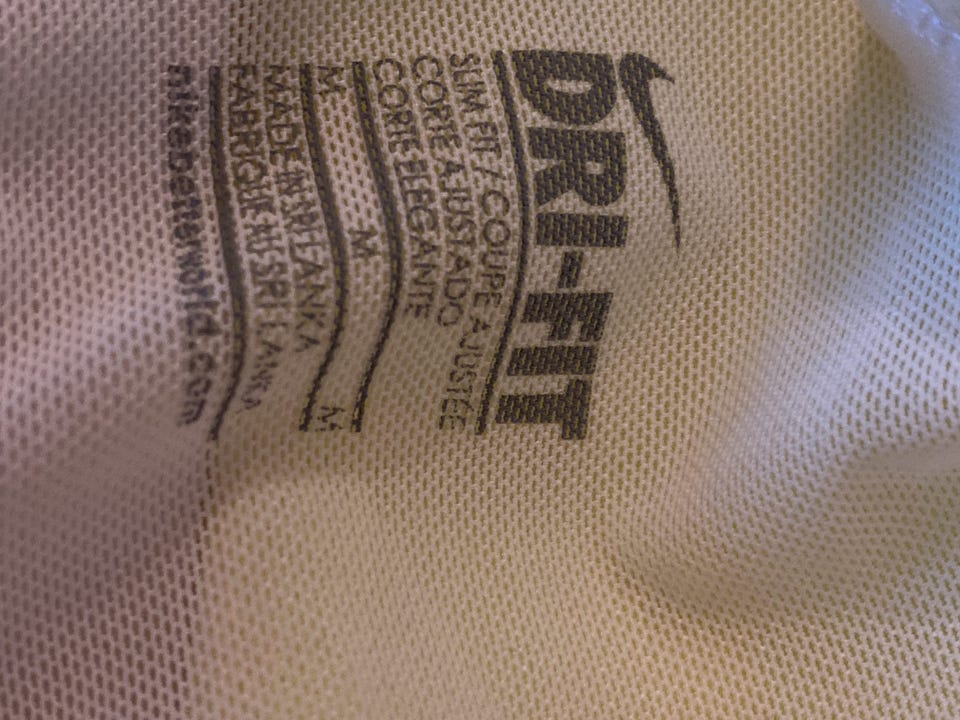 DRI-FIT
SLIM FIT / COUPE AJUSTÉE
CORTE AJUSTADO
CORTE ELEGANTE
M M M
MADE IN SRI LANKA
FABRIQUÉ AU SRI LANKA
nikebetterworld.com